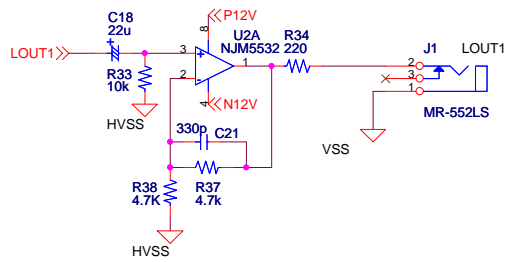 C18
22u
P12V
8
U2A
NJM5532
R34
220
LOUT1
+
3
+
1
2
-
R33
10k
4
N12V
HVSS
J1
LOUT1
2
3
1
MR-552LS
VSS
330p
C21
R38
4.7K
R37
4.7k
HVSS